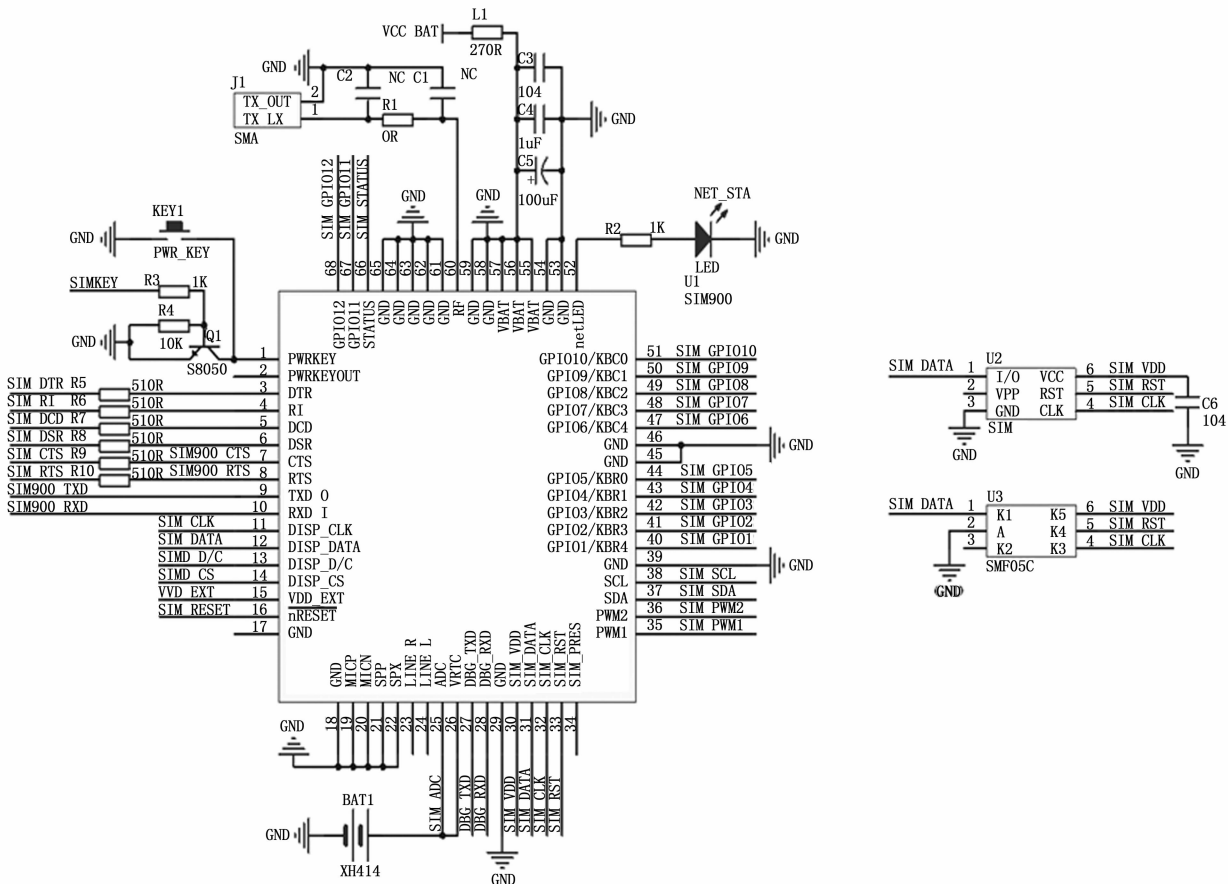 L1
VCC BAT
270R
GND
C2
NC C1
NC
C3
104
J1
TX_OUT 2
TX LX 1
SMA
R1
OR
C4
1uF
GND
C5
+
100uF
SIM GPIO12
SIM GPIO11
SIM STATUS
GND
GND
NET_STA
R2
1K
GND
LED
U1
SIM900
KEY1
GND
PWR_KEY
SIMKEY
R3
1K
R4
10K
GND
Q1
S8050
68
67
66
65
64
63
62
61
60
59
58
57
56
55
54
53
52
GPIO12
GPIO11
STATUS
GND
GND
GND
GND
GND
RF
GND
GND
VBAT
VBAT
VBAT
GND
GND
netLED
1 PWRKEY
2 PWRKEYOUT
SIM DTR R5 510R 3 DTR
SIM RI R6 510R 4 RI
SIM DCD R7 510R 5 DCD
SIM DSR R8 510R 6 DSR
SIM CTS R9 510R SIM900 CTS 7 CTS
SIM RTS R10 510R SIM900 RTS 8 RTS
SIM900 TXD 9 TXD O
SIM900 RXD 10 RXD I
SIM CLK 11 DISP_CLK
SIM DATA 12 DISP_DATA
SIMD D/C 13 DISP_D/C
SIMD CS 14 DISP_CS
VVD EXT 15 VDD_EXT
SIM RESET 16 nRESET
17 GND
GPIO10/KBC0 51 SIM GPIO10
GPIO9/KBC1 50 SIM GPIO9
GPIO8/KBC2 49 SIM GPIO8
GPIO7/KBC3 48 SIM GPIO7
GPIO6/KBC4 47 SIM GPIO6
GND 46
GND
GND 45
GPIO5/KBR0 44 SIM GPIO5
GPIO4/KBR1 43 SIM GPIO4
GPIO3/KBR2 42 SIM GPIO3
GPIO2/KBR3 41 SIM GPIO2
GPIO1/KBR4 40 SIM GPIO1
GND 39 GND
SCL 38 SIM SCL
SDA 37 SIM SDA
PWM2 36 SIM PWM2
PWM1 35 SIM PWM1
GND
MICP
MICN
SPP
SPX
LINE R
LINE L
ADC
VRTC
DBG_TXD
DBG_RXD
GND
SIM_VDD
SIM_DATA
SIM_CLK
SIM_RST
SIM_PRES
18
19
20
21
22
23
24
25
26
27
28
29
30
31
32
33
34
GND
SIM ADC
DBG TXD
DBG RXD
SIM VDD
SIM DATA
SIM CLK
SIM RST
BAT1
GND
XH414
GND
U2
SIM DATA 1 I/O VCC 6 SIM VDD
2 VPP RST 5 SIM RST
3 GND CLK 4 SIM CLK
SIM
GND
C6
104
GND
U3
SIM DATA 1 K1 K5 6 SIM VDD
2 A K4 5 SIM RST
3 K2 K3 4 SIM CLK
SMF05C
GND